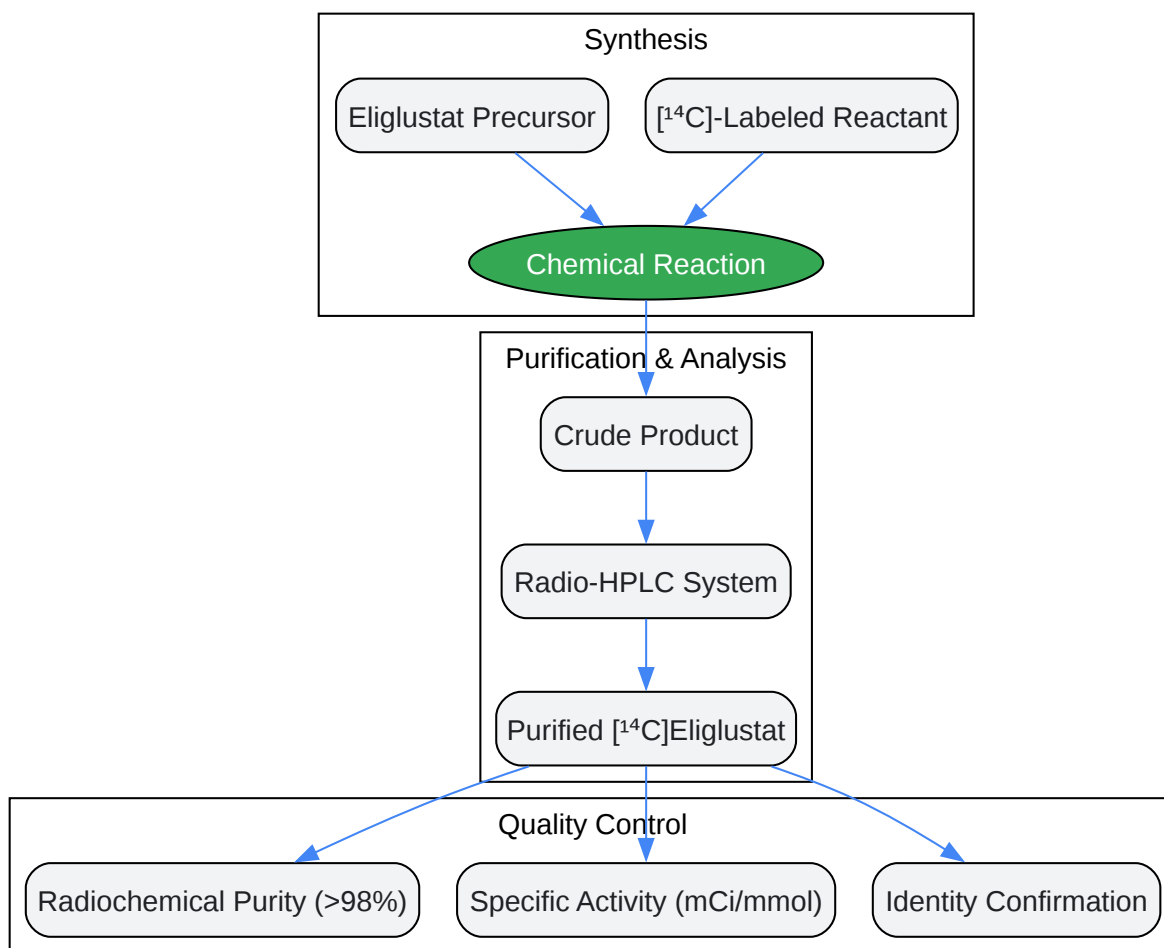 Synthesis
Eliglustat Precursor
[¹⁴C]-Labeled Reactant
Chemical Reaction
Purification & Analysis
Crude Product
Radio-HPLC System
Purified [¹⁴C]Eliglustat
Quality Control
Radiochemical Purity (>98%)
Specific Activity (mCi/mmol)
Identity Confirmation